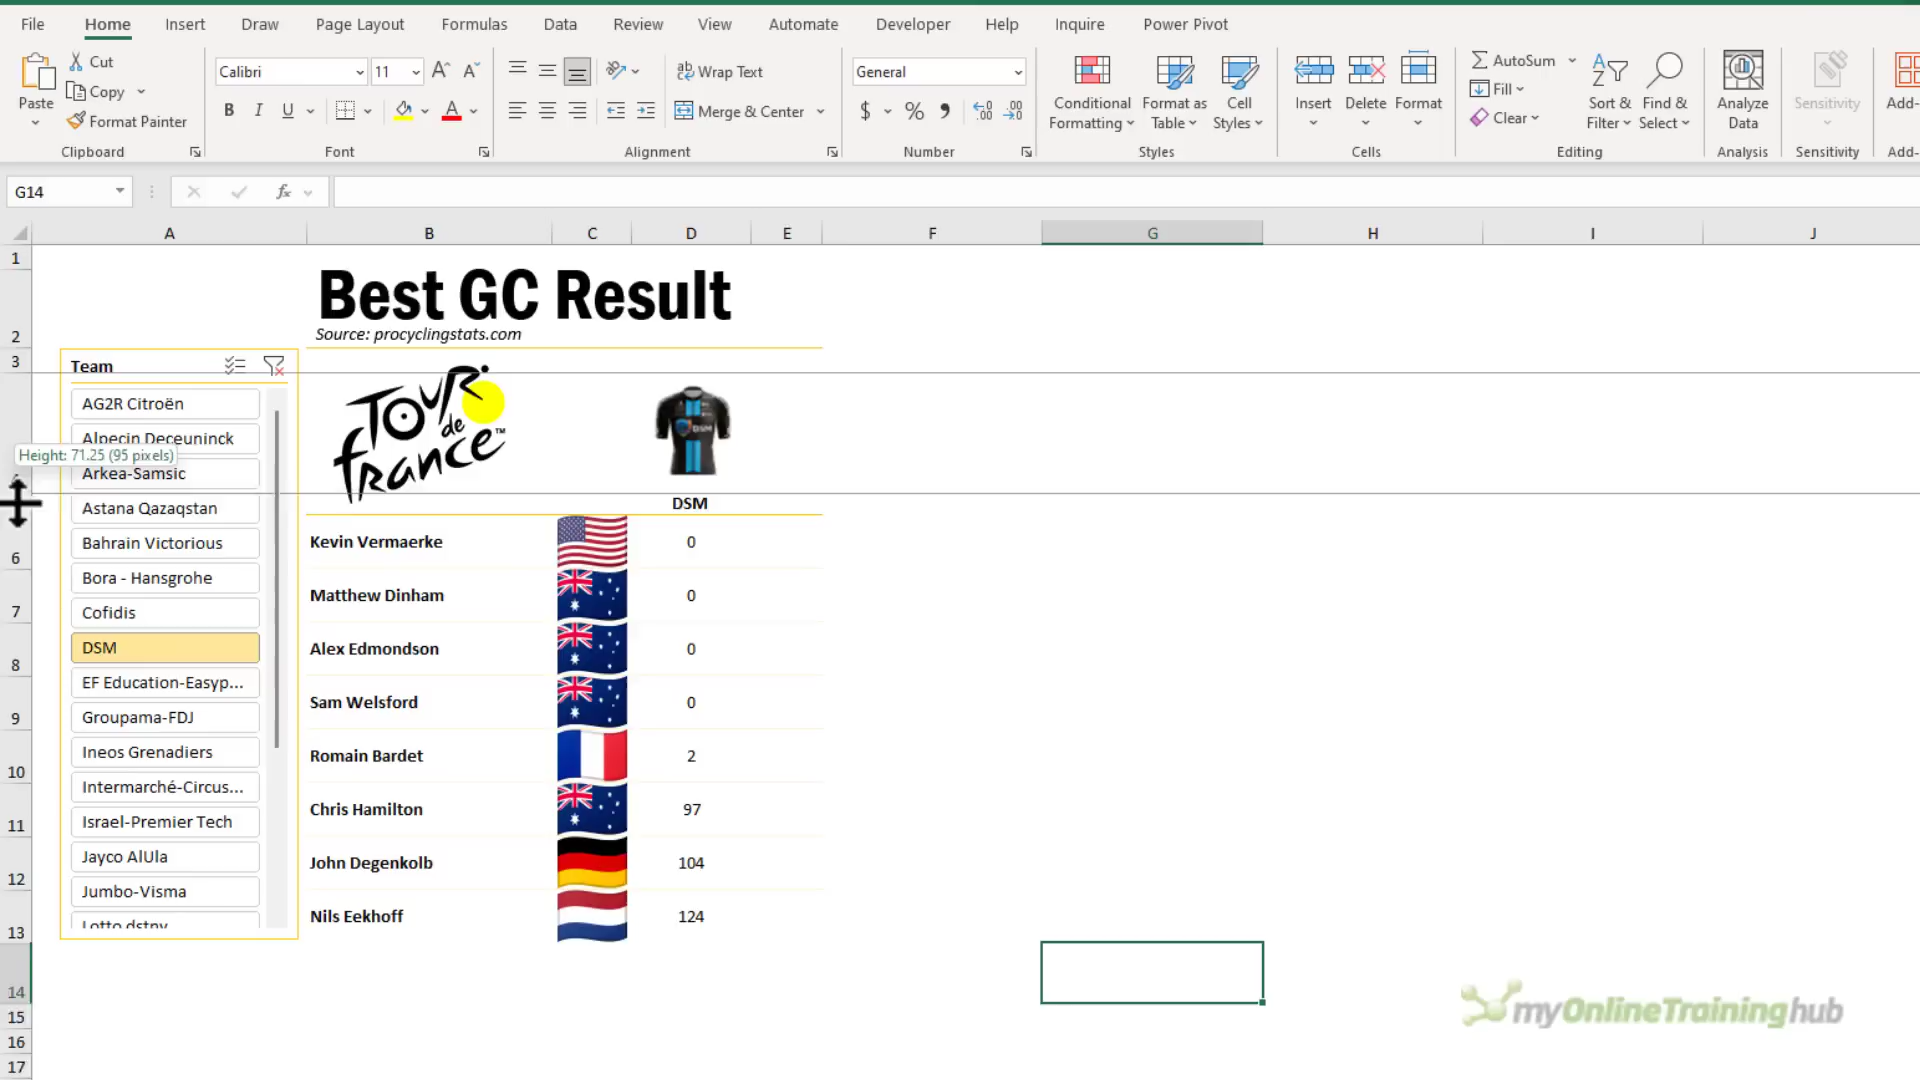 File Home Insert Draw Page Layout Formulas Data Review View Automate Developer Help Inquire Power Pivot
Paste
Cut
Copy
Format Painter
Clipboard
Calibri 11
B I U
Font
Wrap Text
Merge & Center
Alignment
General
$ % ,
Number
Conditional Formatting
Format as Table
Cell Styles
Styles
Insert Delete Format
Cells
AutoSum
Fill
Clear
Sort & Filter
Find & Select
Editing
Analyze Data
Analysis
Sensitivity
Sensitivity
Add-
Add-
G14
fx
A B C D E F G H I J
1
2
3
6
7
8
9
10
11
12
13
14
15
16
17
Best GC Result
Source: procyclingstats.com
Team
AG2R Citroën
Alpecin Deceuninck
Height: 71.25 (95 pixels)
Arkea-Samsic
Astana Qazaqstan
Bahrain Victorious
Bora - Hansgrohe
Cofidis
DSM
EF Education-Easyp...
Groupama-FDJ
Ineos Grenadiers
Intermarché-Circus...
Israel-Premier Tech
Jayco AlUla
Jumbo-Visma
Lotto dstny
TOUR de france™
DSM
DSM
Kevin Vermaerke 0
Matthew Dinham 0
Alex Edmondson 0
Sam Welsford 0
Romain Bardet 2
Chris Hamilton 97
John Degenkolb 104
Nils Eekhoff 124
myOnlineTraininghub